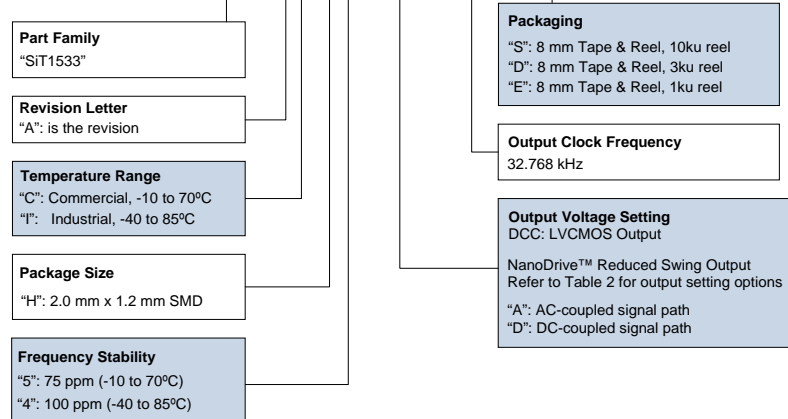 Part Family
“SiT1533”
Revision Letter
“A”: is the revision
Temperature Range
“C”: Commercial, -10 to 70ºC
“I”: Industrial, -40 to 85ºC
Package Size
“H”: 2.0 mm x 1.2 mm SMD
Frequency Stability
“5”: 75 ppm (-10 to 70ºC)
“4”: 100 ppm (-40 to 85ºC)
Packaging
“S”: 8 mm Tape & Reel, 10ku reel
“D”: 8 mm Tape & Reel, 3ku reel
“E”: 8 mm Tape & Reel, 1ku reel
Output Clock Frequency
32.768 kHz
Output Voltage Setting
DCC: LVCMOS Output
NanoDrive™ Reduced Swing Output
Refer to Table 2 for output setting options
“A”: AC-coupled signal path
“D”: DC-coupled signal path